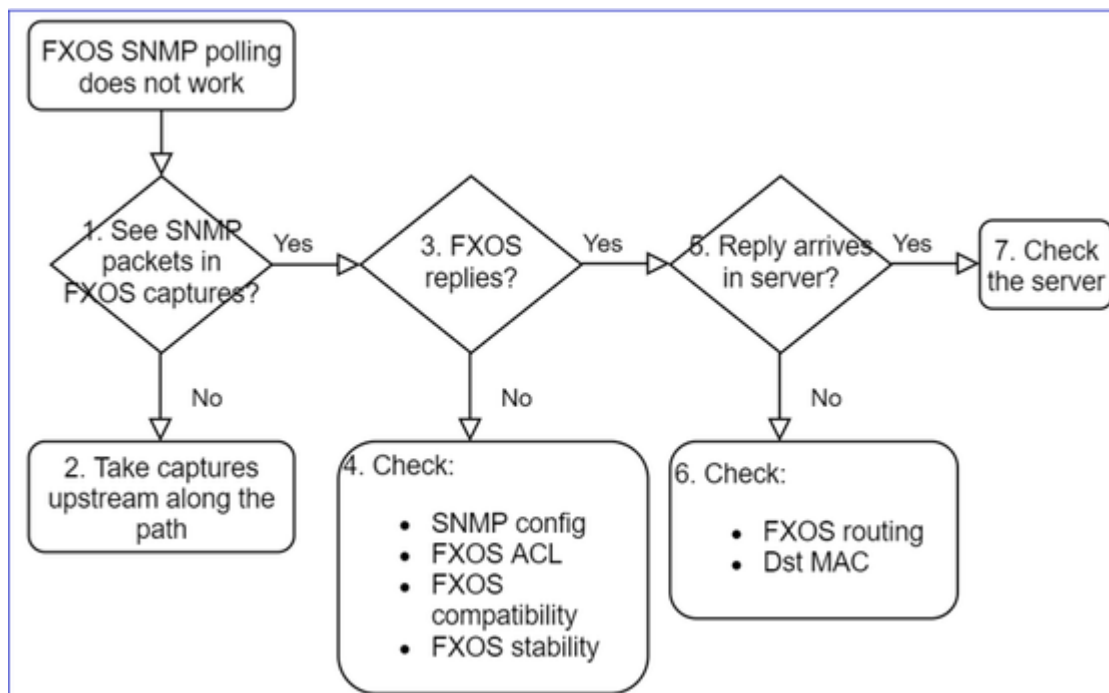 FXOS SNMP polling
does not work
1. See SNMP
packets in
FXOS captures?
Yes
3. FXOS
replies?
Yes
5. Reply arrives
in server?
Yes
7. Check
the server
No
No
No
2. Take captures
upstream along the
path
4. Check:
• SNMP config
• FXOS ACL
• FXOS
compatibility
• FXOS stability
6. Check:
• FXOS routing
• Dst MAC